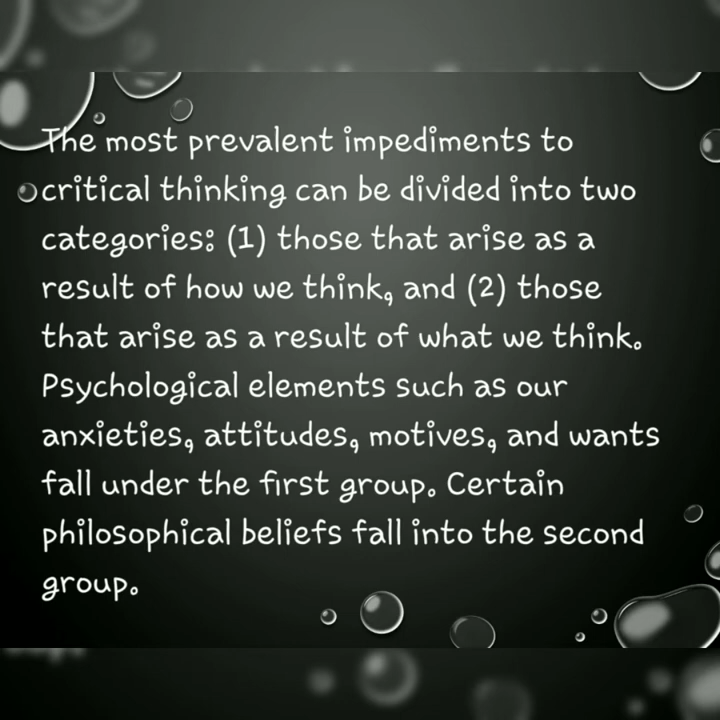 The most prevalent impediments to
critical thinking can be divided into two
categories: (1) those that arise as a
result of how we think, and (2) those
that arise as a result of what we think.
Psychological elements such as our
anxieties, attitudes, motives, and wants
fall under the first group. Certain
philosophical beliefs fall into the second
group.